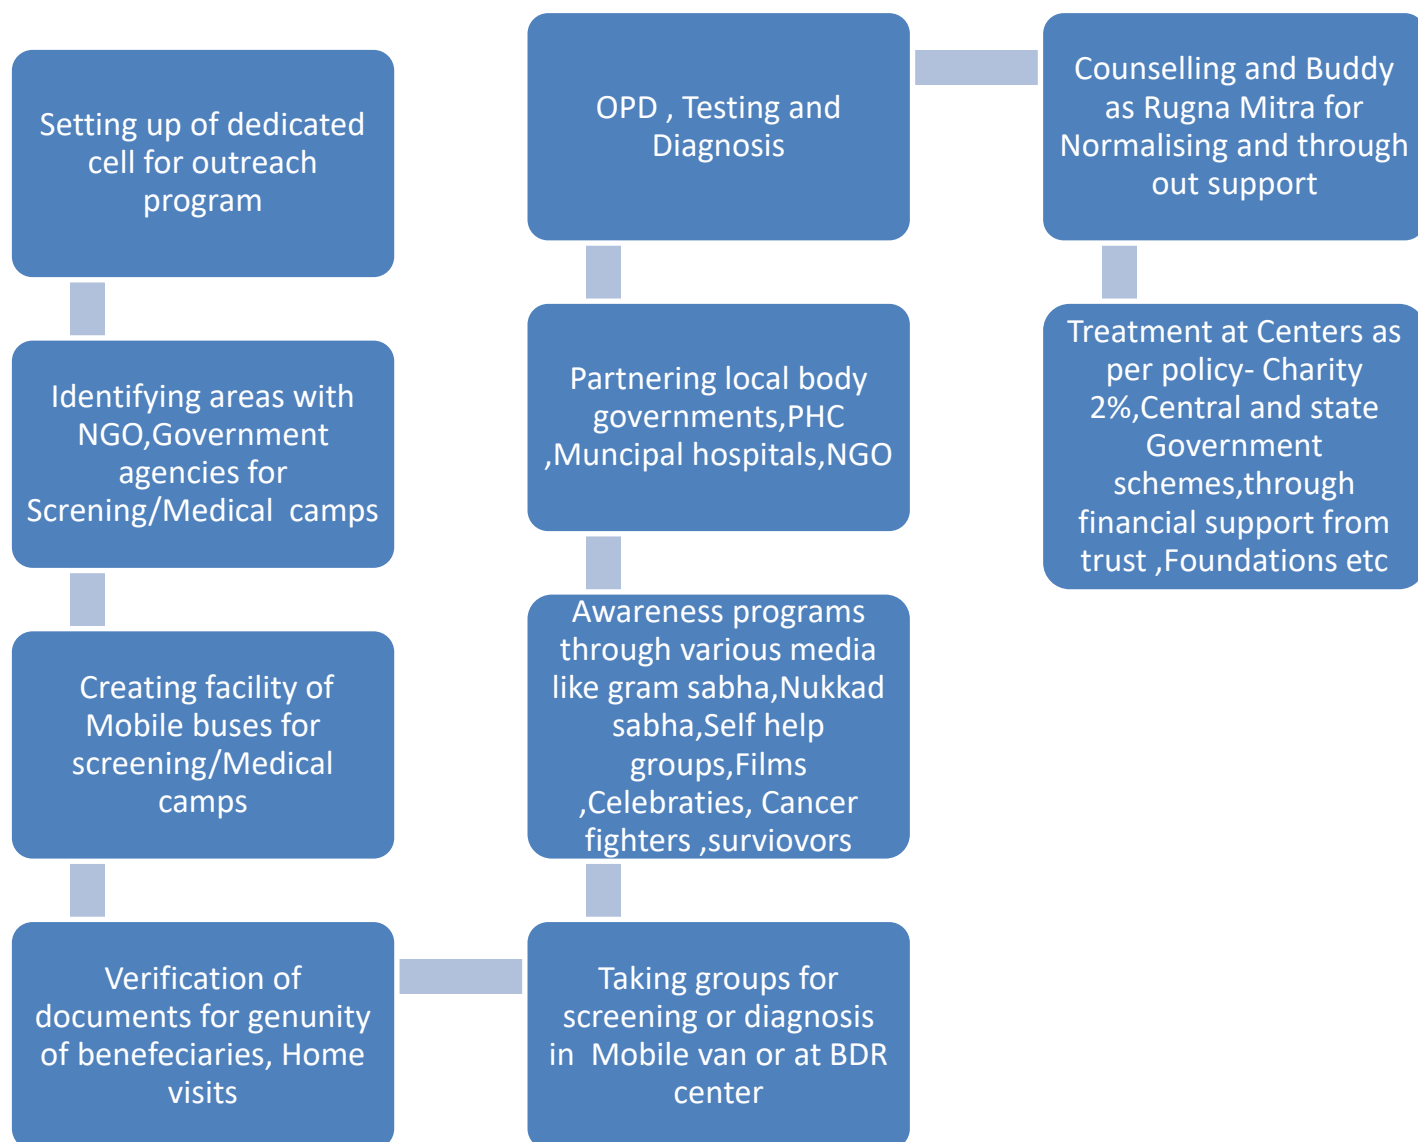 Setting up of dedicated
cell for outreach
program
Identifying areas with
NGO,Government
agencies for
Screning/Medical camps
Creating facility of
Mobile buses for
screening/Medical
camps
Verification of
documents for genunity
of benefeciaries, Home
visits
Taking groups for
screening or diagnosis
in Mobile van or at BDR
center
Awareness programs
through various media
like gram sabha,Nukkad
sabha,Self help
groups,Films
,Celebraties, Cancer
fighters ,surviovors
Partnering local body
governments,PHC
,Muncipal hospitals,NGO
OPD , Testing and
Diagnosis
Counselling and Buddy
as Rugna Mitra for
Normalising and through
out support
Treatment at Centers as
per policy- Charity
2%,Central and state
Government
schemes,through
financial support from
trust ,Foundations etc